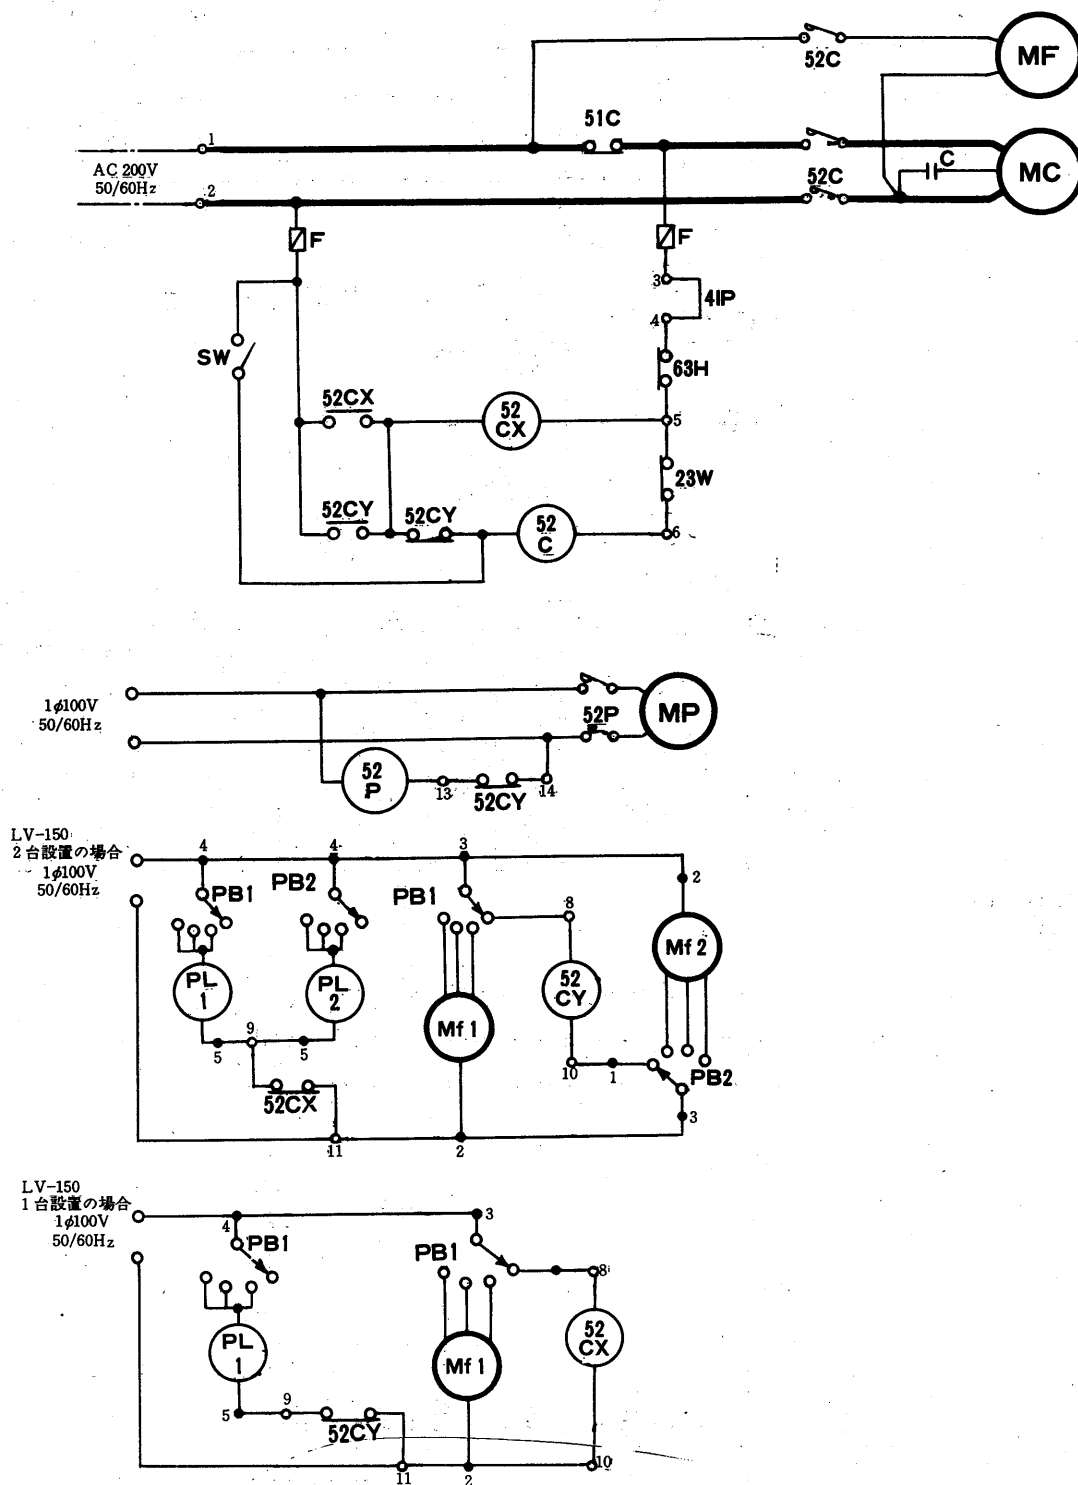 52C
MF
1
51C
AC 200V
50/60Hz
2
52C
C
MC
F
F
3
41P
4
SW
63H
52CX
52
CX
5
23W
52CY
52CY
52
C
6
1φ100V
50/60Hz
52P
MP
52
P
13
52CY
14
LV-150
2台設置の場合
1φ100V
50/60Hz
4
4
3
2
PB1
PB2
PB1
8
Mf 2
PL
1
PL
2
52
CY
Mf 1
5
9
5
10
1
PB2
52CX
3
11
2
LV-150
1台設置の場合
1φ100V
50/60Hz
4
3
PB1
PB1
8
PL
1
Mf 1
52
CX
5
9
52CY
11
2
10